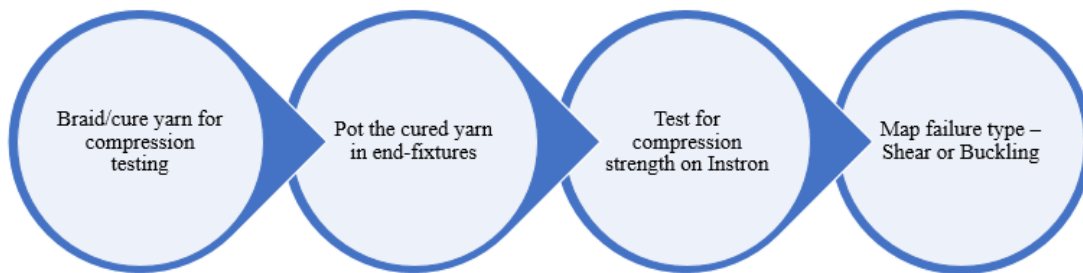 Braid/cure yarn for
compression
testing
Pot the cured yarn
in end-fixtures
Test for
compression
strength on Instron
Map failure type –
Shear or Buckling